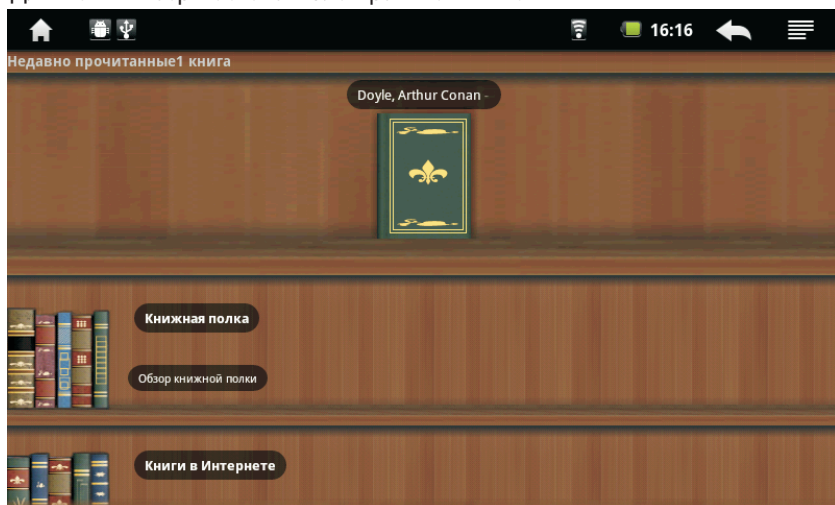 16:16
Недавно прочитанные1 книга
Doyle, Arthur Conan -
Книжная полка
Обзор книжной полки
Книги в Интернете